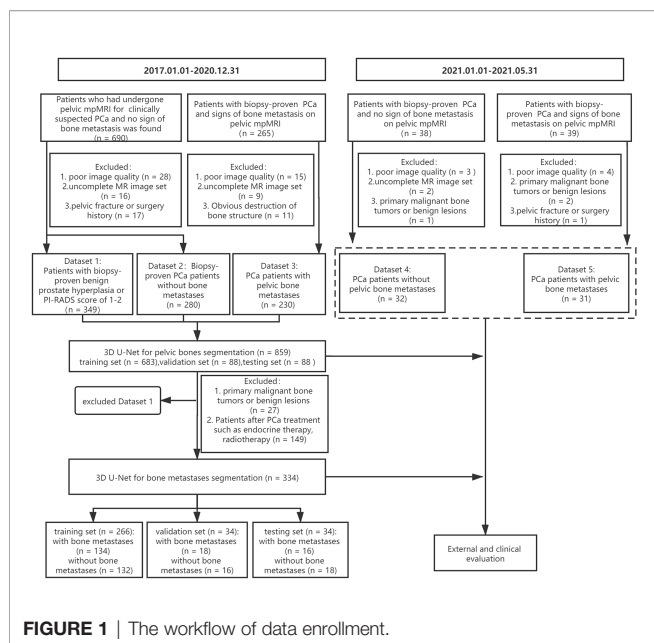 2017.01.01-2020.12.31
2021.01.01-2021.05.31
Patients who had undergone
pelvic mpMRI for clinically
suspected PCa and no sign of
bone metastasis was found
(n = 690)
Patients with biopsy-proven PCa
and signs of bone metastasis on
pelvic mpMRI
(n = 265)
Patients with biopsy-proven PCa
and no sign of bone metastasis
on pelvic mpMRI
(n = 38)
Patients with biopsy-
proven PCa and signs of bone
metastasis on pelvic mpMRI
(n = 39)
Excluded:
1. poor image quality (n = 28)
2.uncomplete MR image set
(n = 16)
3.pelvic fracture or surgery
history (n = 17)
Excluded:
1. poor image quality (n = 15)
2.uncomplete MR image set
(n = 9)
3. Obvious destruction of
bone structure (n = 11)
Excluded:
1. poor image quality (n = 3 )
2.uncomplete MR image set
(n = 2)
3. primary malignant bone
tumors or benign lesions
(n = 1)
Excluded:
1. poor image quality (n = 4)
2. primary malignant bone
tumors or benign lesions
(n = 2)
3.pelvic fracture or surgery
history (n = 1)
Dataset 1:
Patients with biopsy-
proven benign
prostate hyperplasia or
PI-RADS score of 1-2
(n = 349)
Dataset 2: Biopsy-
proven PCa patients
without bone
metastases
(n = 280)
Dataset 3:
PCa patients with
pelvic bone
metastases
(n = 230)
Dataset 4:
PCa patients without
pelvic bone metastases
(n = 32)
Dataset 5:
PCa patients with pelvic
bone metastases
(n = 31)
3D U-Net for pelvic bones segmentation (n = 859)
training set (n = 683),validation set (n = 88),testing set (n = 88 )
excluded Dataset 1
Excluded:
1. primary malignant bone
tumors or benign lesions
(n = 27)
2. Patients after PCa treatment
such as endocrine therapy,
radiotherapy (n = 149)
3D U-Net for bone metastases segmentation (n = 334)
training set (n = 266):
with bone metastases
(n = 134)
without bone
metastases (n = 132)
validation set (n = 34):
with bone metastases
(n = 18)
without bone
metastases (n = 16)
testing set (n = 34):
with bone metastases
(n = 16)
without bone
metastases (n = 18)
External and clinical
evaluation
FIGURE 1 | The workflow of data enrollment.